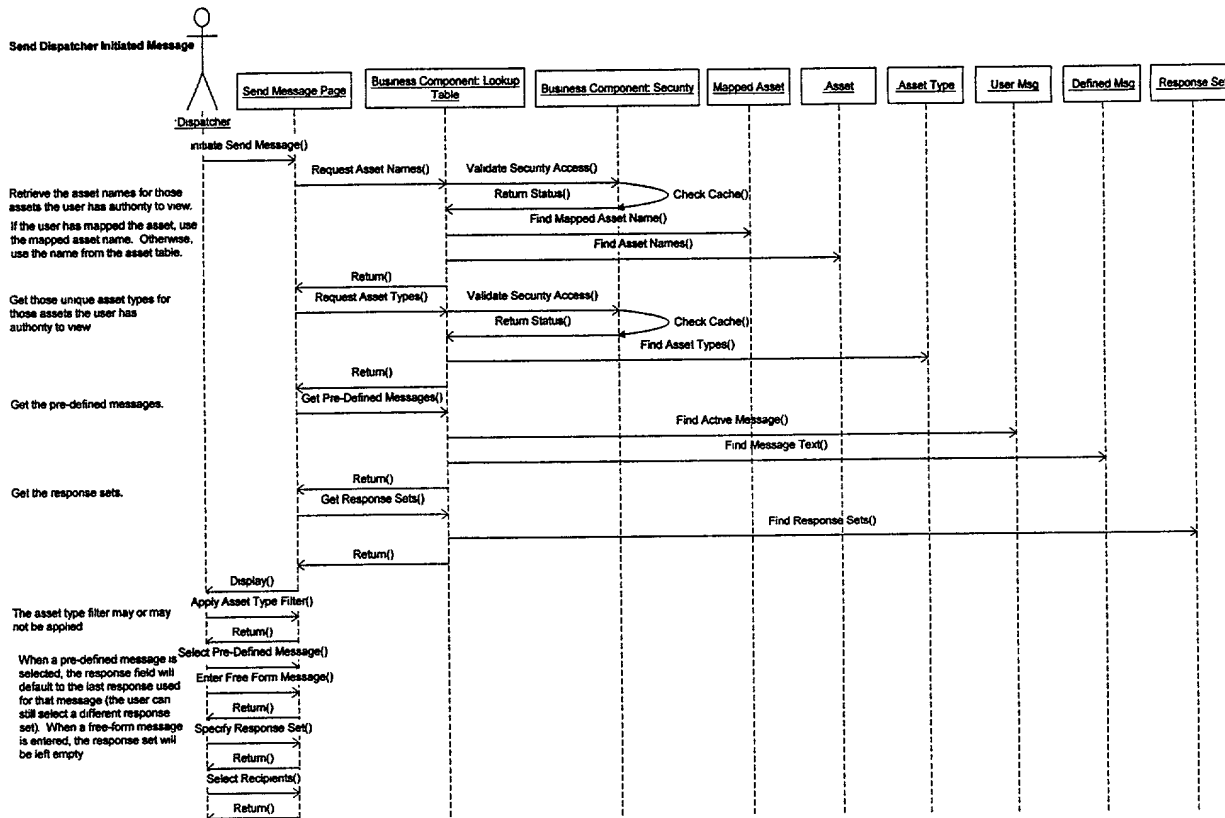 Send Dispatcher Initiated Message
Send Message Page
Business Component: Lookup
Table
Business Component: Security
Mapped Asset
Asset
Asset Type
User Msg
Defined Msg
Response Set
Dispatcher
Initiate Send Message()
Request Asset Names()
Validate Security Access()
Retrieve the asset names for those
assets the user has authority to view.
Return Status()
Check Cache()
If the user has mapped the asset, use
the mapped asset name. Otherwise,
use the name from the asset table.
Find Mapped Asset Name()
Find Asset Names()
Return()
Get those unique asset types for
those assets the user has
authority to view
Request Asset Types()
Validate Security Access()
Return Status()
Check Cache()
Find Asset Types()
Return()
Get the pre-defined messages.
Get Pre-Defined Messages()
Find Active Message()
Find Message Text()
Return()
Get the response sets.
Get Response Sets()
Find Response Sets()
Return()
Display()
Apply Asset Type Filter()
The asset type filter may or may
not be applied
Return()
When a pre-defined message is
selected, the response field will
default to the last response used
for that message (the user can
still select a different response
set). When a free-form message
is entered, the response set will
be left empty
Select Pre-Defined Message()
Enter Free Form Message()
Return()
Specify Response Set()
Return()
Select Recipients()
Return()